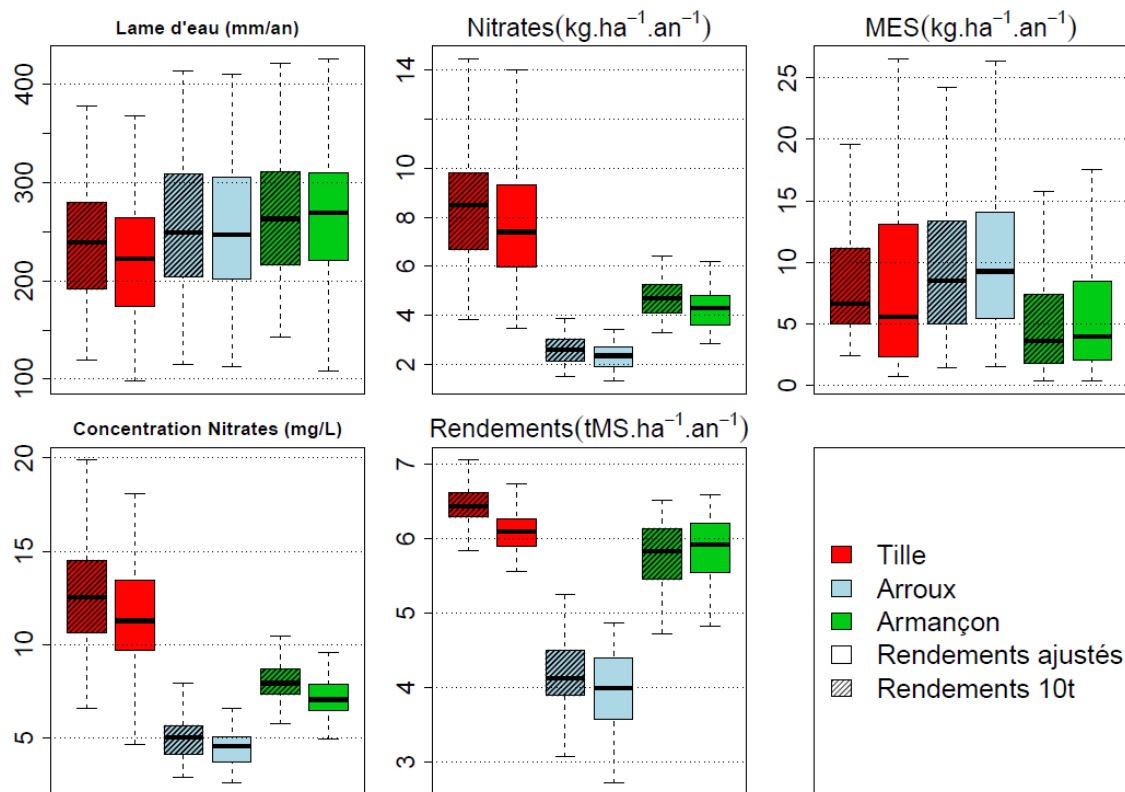 Lame d'eau (mm/an)
Nitrates(kg.ha⁻¹.an⁻¹)
MES(kg.ha⁻¹.an⁻¹)
400
300
200
100
14
10
8
6
4
2
25
20
15
10
5
0
Concentration Nitrates (mg/L)
Rendements(tMS.ha⁻¹.an⁻¹)
20
15
10
5
7
6
5
4
3
Tille
Arroux
Armançon
Rendements ajustés
Rendements 10t